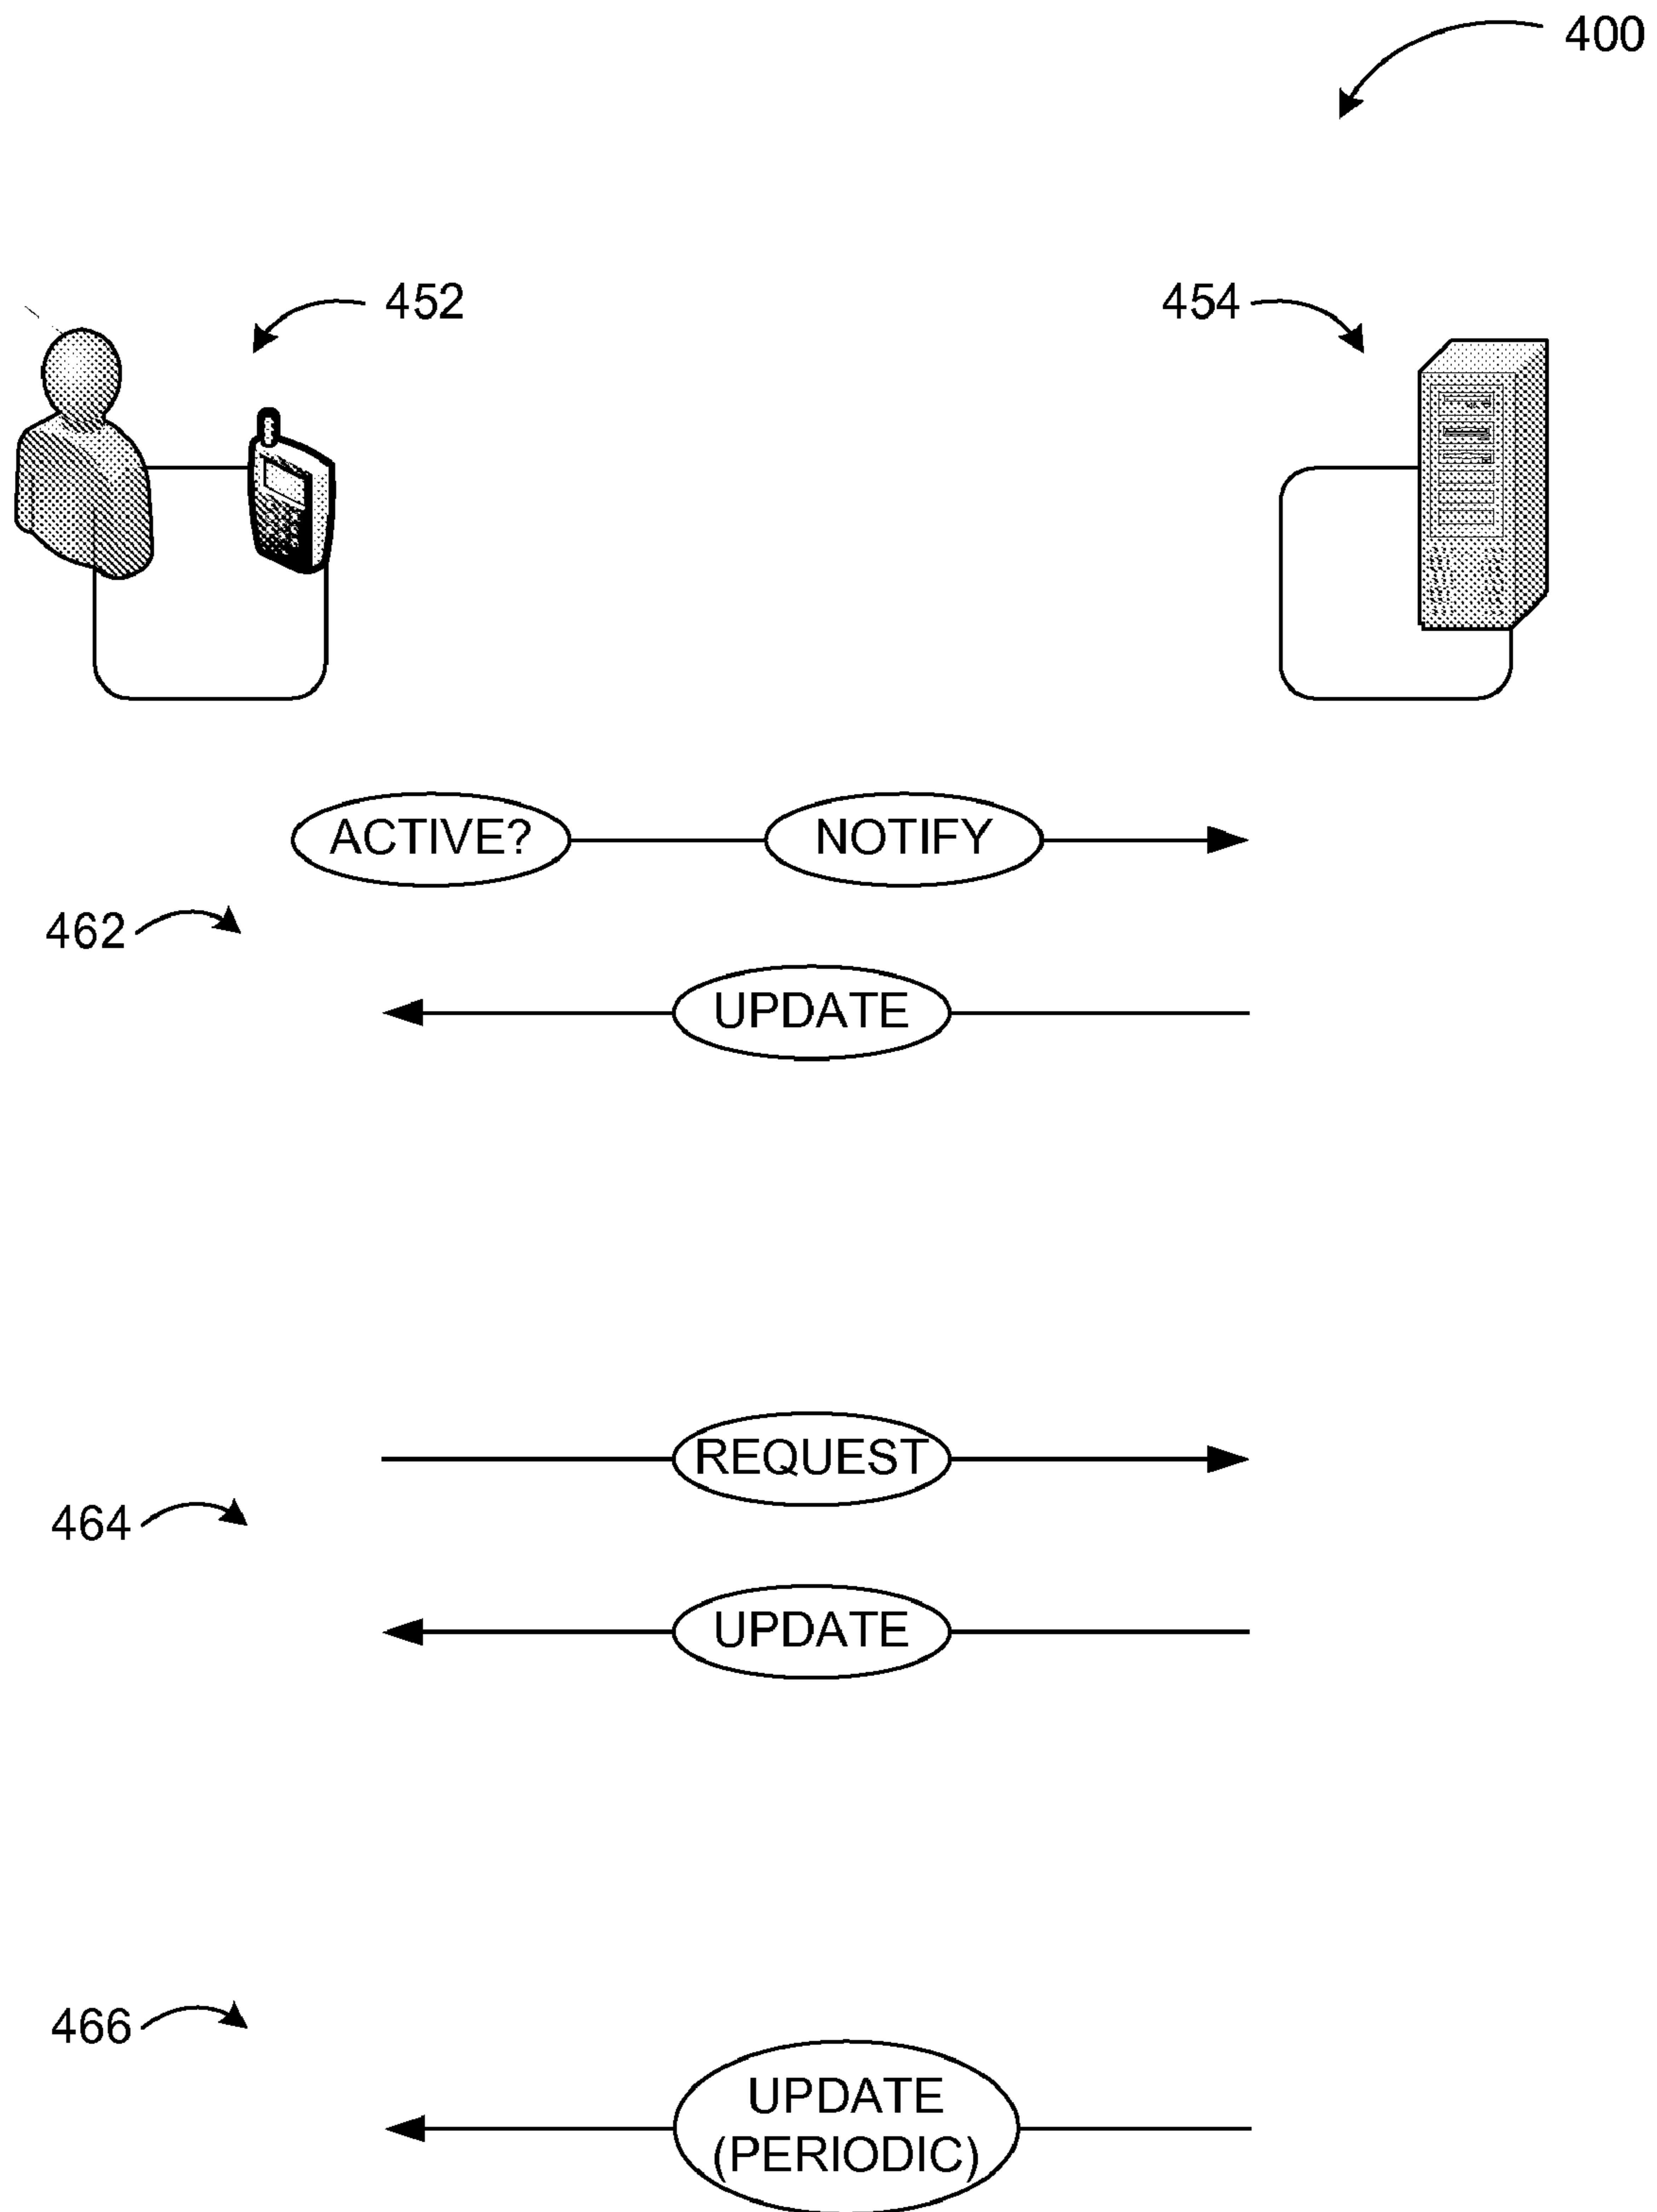 400
452
454
ACTIVE?
NOTIFY
462
UPDATE
REQUEST
464
UPDATE
466
UPDATE
(PERIODIC)